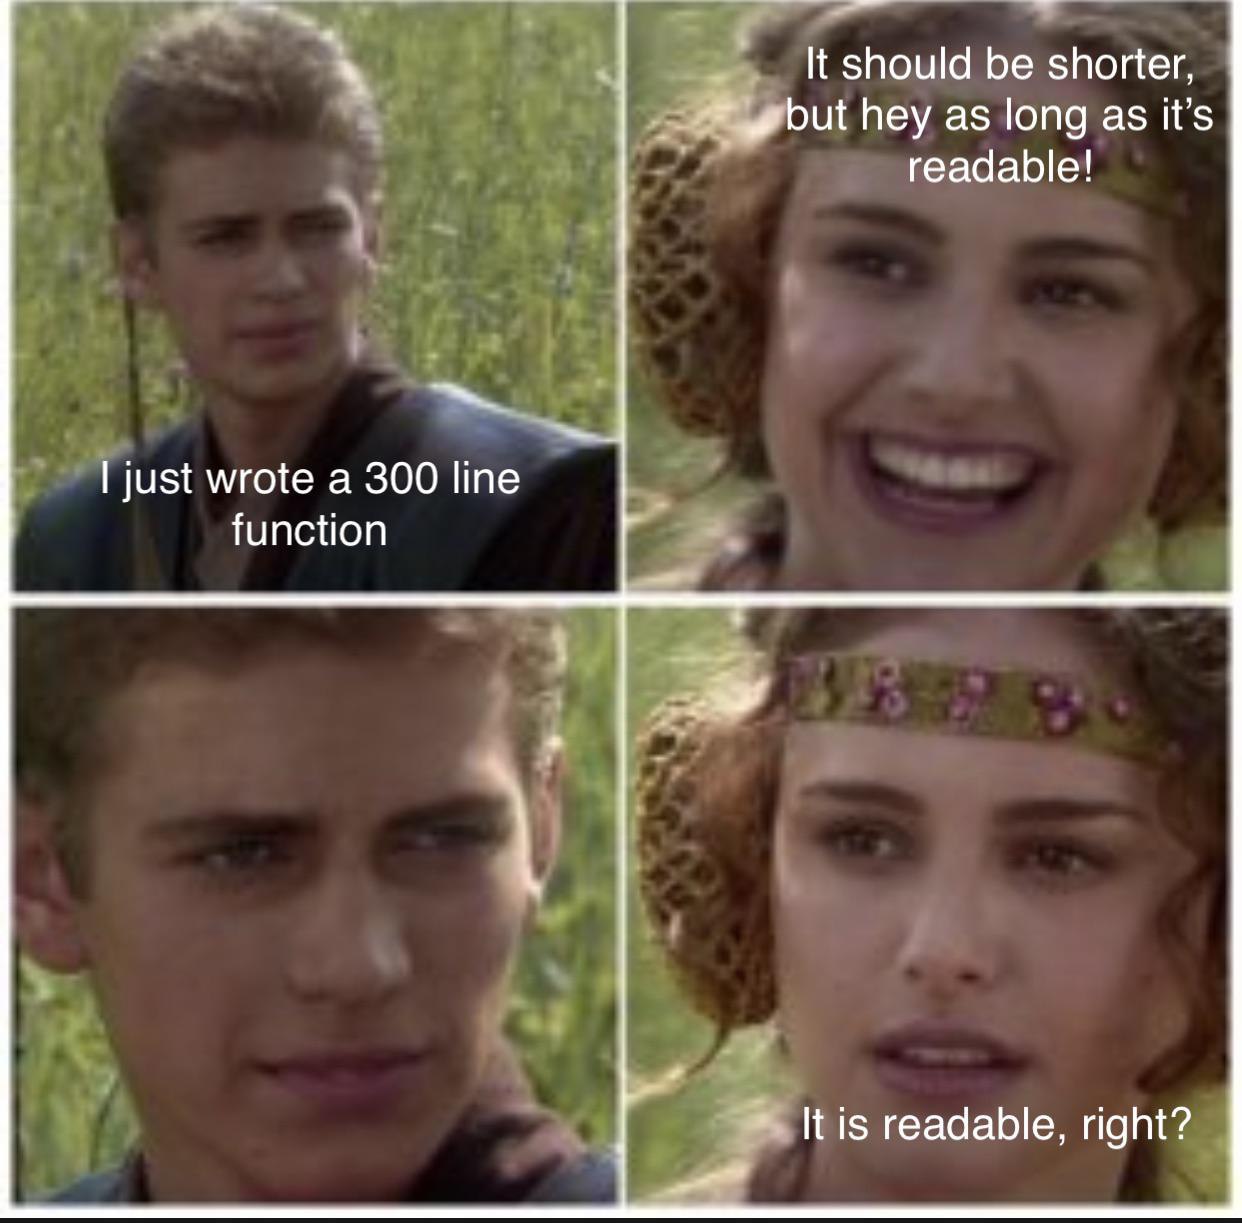 It should be shorter,
but hey as long as it’s
readable!
I just wrote a 300 line
function
It is readable, right?